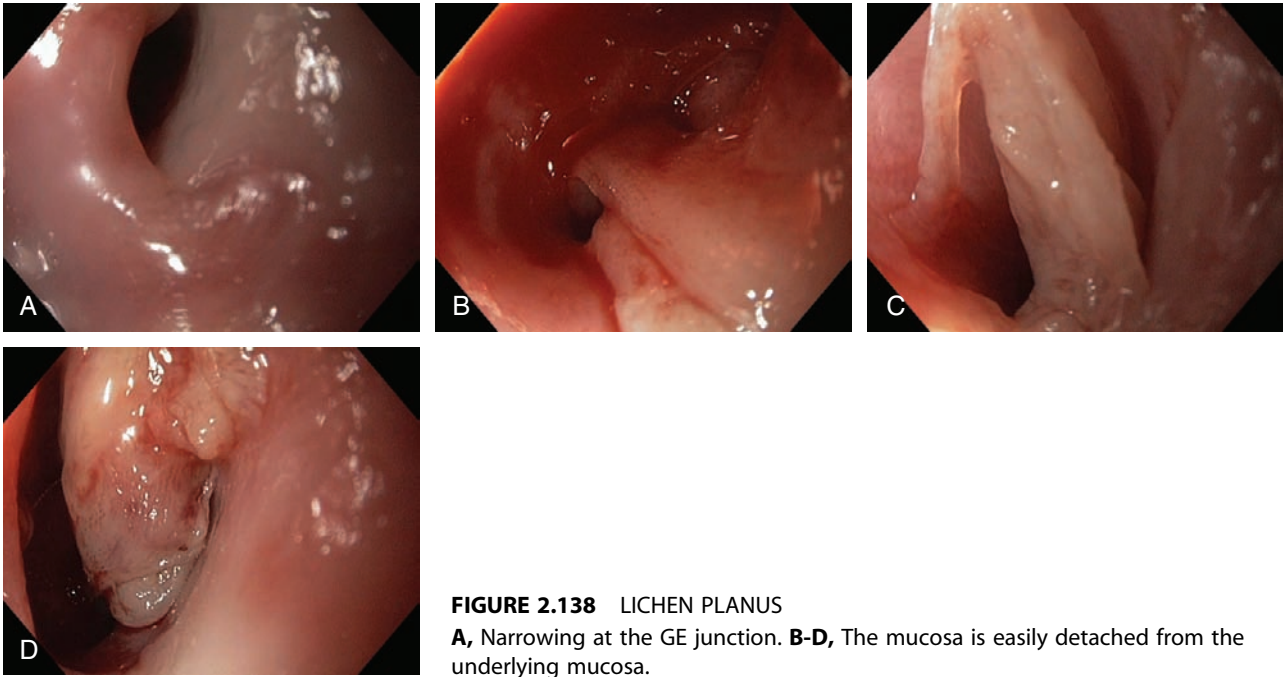 A
B
C
D
FIGURE 2.138 LICHEN PLANUS
A, Narrowing at the GE junction. B-D, The mucosa is easily detached from the
underlying mucosa.